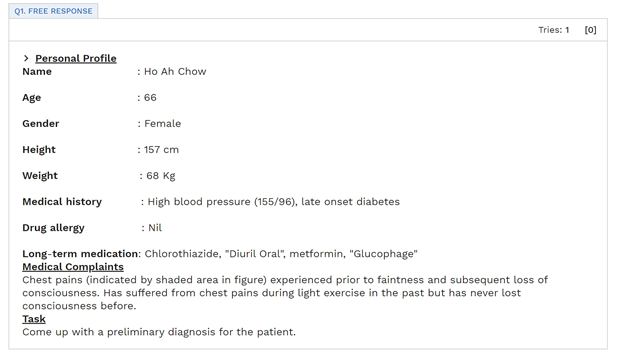 Q1. FREE RESPONSE
Tries: 1 [0]
> Personal Profile
Name : Ho Ah Chow
Age : 66
Gender : Female
Height : 157 cm
Weight : 68 Kg
Medical history : High blood pressure (155/96), late onset diabetes
Drug allergy : Nil
Long-term medication: Chlorothiazide, "Diuril Oral", metformin, "Glucophage"
Medical Complaints
Chest pains (indicated by shaded area in figure) experienced prior to faintness and subsequent loss of
consciousness. Has suffered from chest pains during light exercise in the past but has never lost
consciousness before.
Task
Come up with a preliminary diagnosis for the patient.